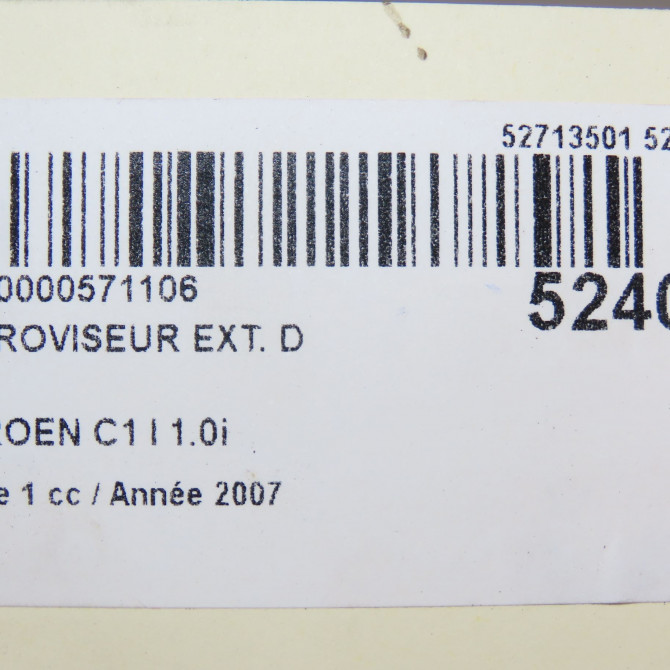 52713501 52
0000571106
5240
ROVISEUR EXT. D
ROEN C1 I 1.0i
e 1 cc / Année 2007